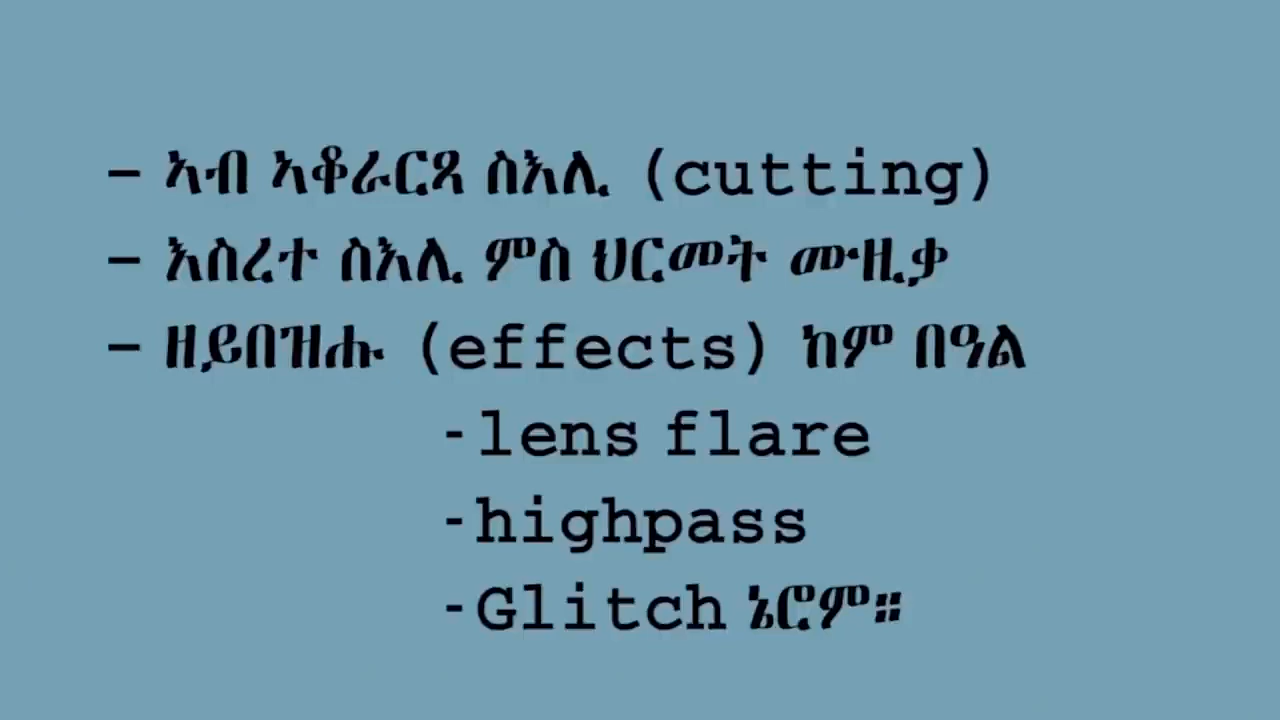 – ኣብ ኣቆራርጻ ስእሊ (cutting)
– እስረተ ስእሊ ምስ ህርመት ሙዚቃ
– ዘይበዝሑ (effects) ከም በዓል
-lens flare
-highpass
-Glitch ኔሮም።